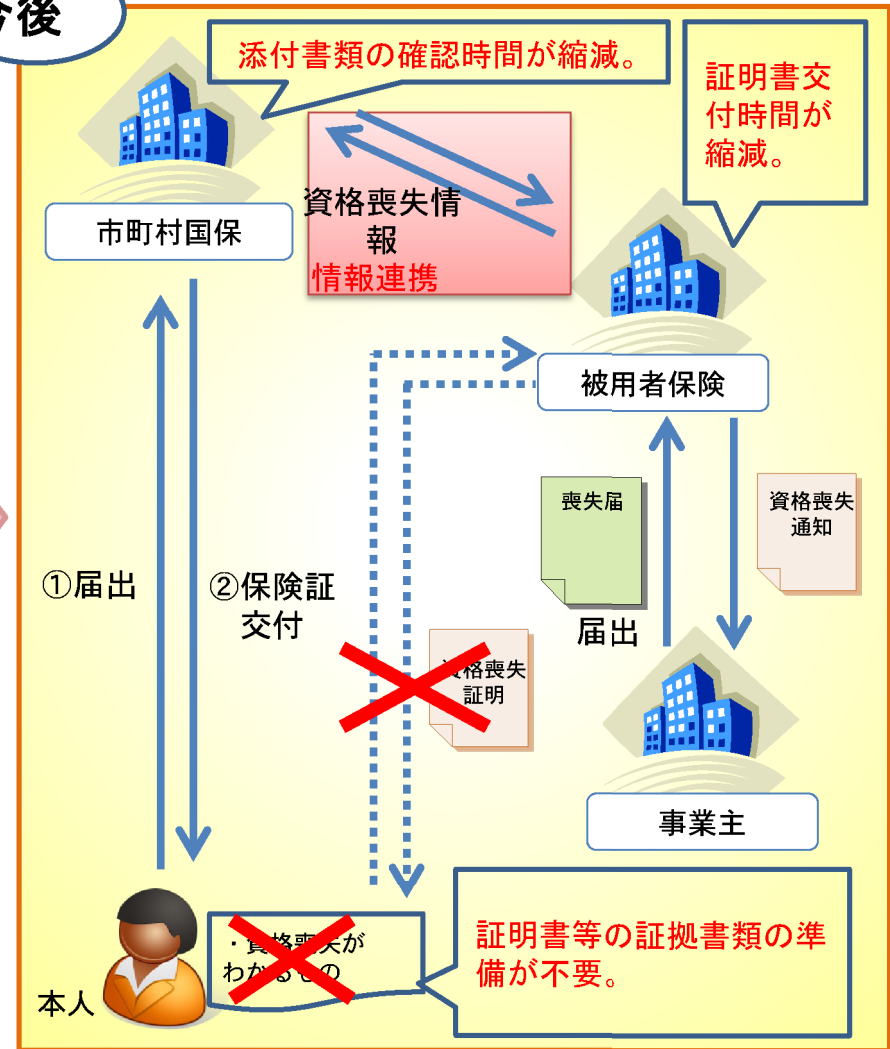 今後
添付書類の確認時間が縮減。
証明書交
付時間が
縮減。
市町村国保
資格喪失情
報
情報連携
被用者保険
喪失届
資格喪失
通知
①届出
②保険証
交付
届出
資格喪失
証明
事業主
・資格喪失が
わかるもの
証明書等の証拠書類の準
備が不要。
本人